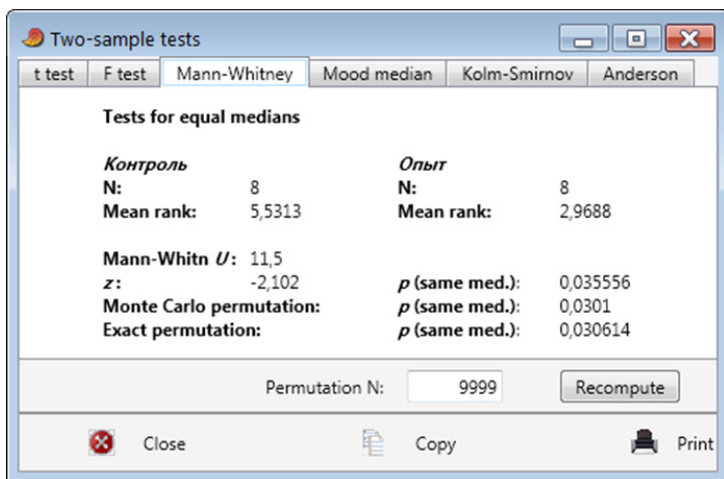 Two-sample tests
t test F test Mann-Whitney Mood median Kolm-Smirnov Anderson
Tests for equal medians
Контроль Опыт
N: 8 N: 8
Mean rank: 5,5313 Mean rank: 2,9688
Mann-Whitn U: 11,5
z: -2,102 p (same med.): 0,035556
Monte Carlo permutation: p (same med.): 0,0301
Exact permutation: p (same med.): 0,030614
Permutation N: 9999 Recompute
Close Copy Print